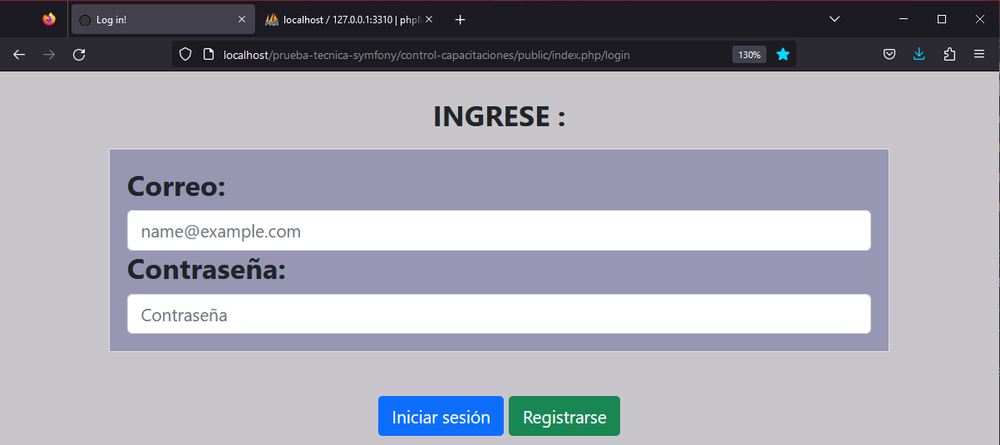 Log in!
localhost / 127.0.0.1:3310 | phpM
localhost/prueba-tecnica-symfony/control-capacitaciones/public/index.php/login
130%
INGRESE :
Correo:
name@example.com
Contraseña:
Contraseña
Iniciar sesión Registrarse